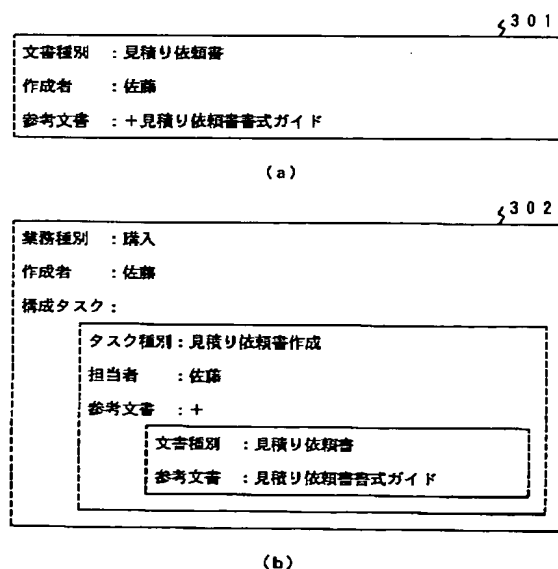 301
文書種別 ：見積り依頼書
作成者 ：佐藤
参考文書 ：＋見積り依頼書書式ガイド
(a)
302
業務種別 ：購入
作成者 ：佐藤
構成タスク：
タスク種別：見積り依頼書作成
担当者 ：佐藤
参考文書 ：＋
文書種別 ：見積り依頼書
参考文書 ：見積り依頼書書式ガイド
(b)